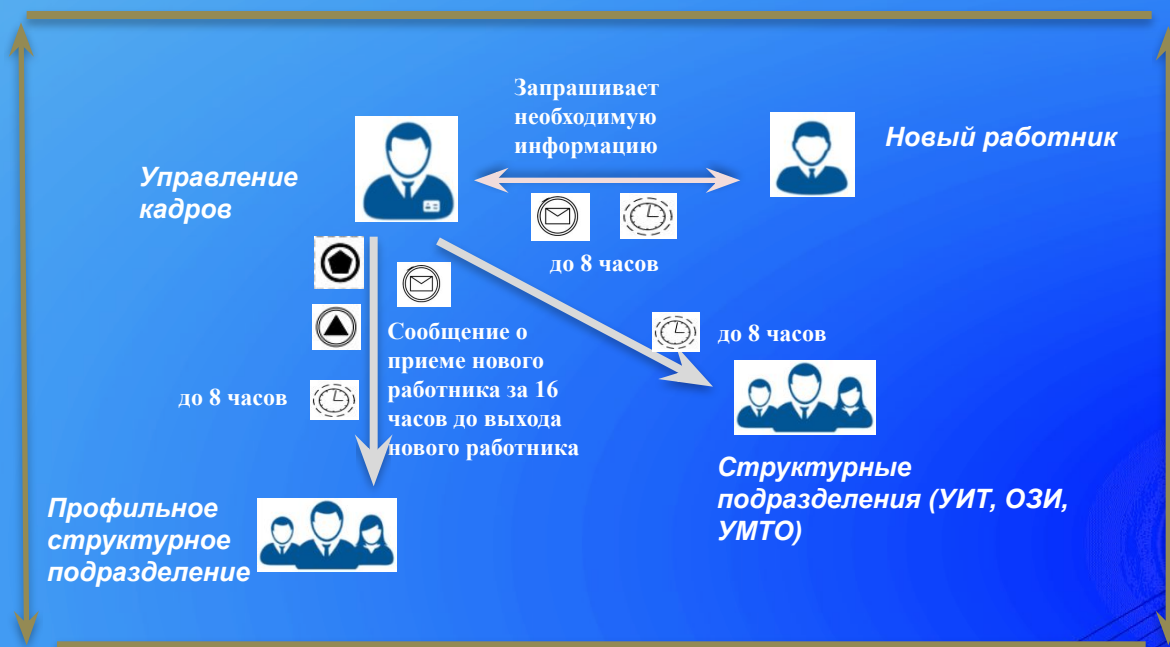 Запрашивает
необходимую
информацию
Новый работник
Управление
кадров
до 8 часов
Сообщение о
приеме нового
работника за 16
часов до выхода
нового работника
до 8 часов
до 8 часов
Структурные
подразделения (УИТ, ОЗИ,
УМТО)
Профильное
структурное
подразделение